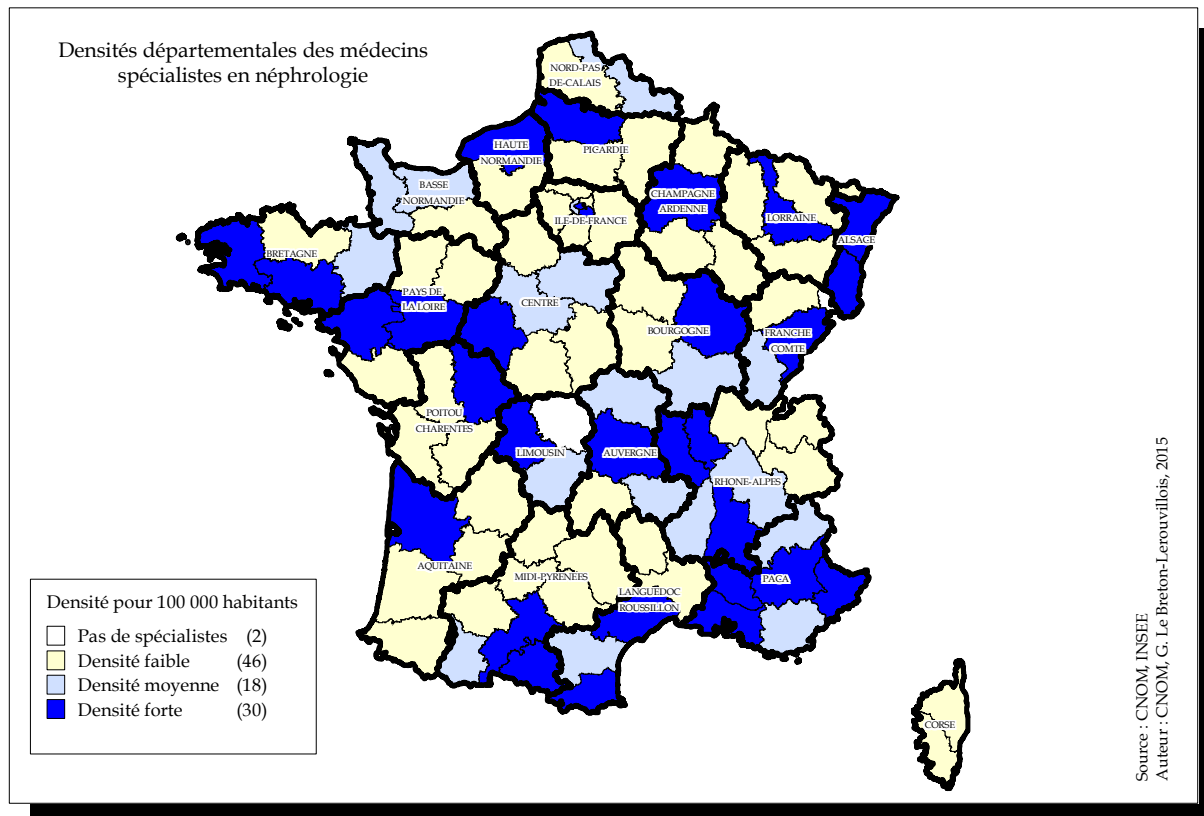 Densités départementales des médecins
spécialistes en néphrologie
NORD-PAS
DE-CALAIS
HAUTE
NORMANDIE
PICARDIE
BASSE
NORMANDIE
CHAMPAGNE
ARDENNE
ILE-DE-FRANCE
LORRAINE
ALSACE
BRETAGNE
PAYS DE
LA LOIRE
CENTRE
BOURGOGNE
FRANCHE
COMTE
POITOU
CHARENTES
LIMOUSIN
AUVERGNE
RHONE-ALPES
AQUITAINE
MIDI-PYRENEES
LANGUEDOC
ROUSSILLON
PACA
CORSE
Densité pour 100 000 habitants
Pas de spécialistes (2)
Densité faible (46)
Densité moyenne (18)
Densité forte (30)
Source : CNOM, INSEE
Auteur : CNOM, G. Le Breton-Lerouvillois, 2015